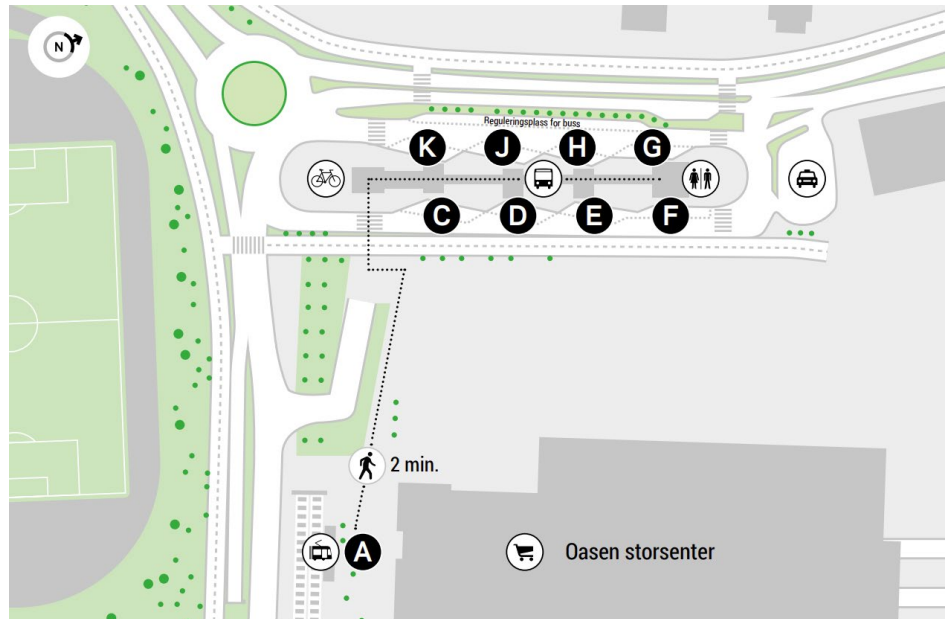 N
Reguleringsplass for buss
K J H G
C D E F
2 min.
A
Oasen storsenter